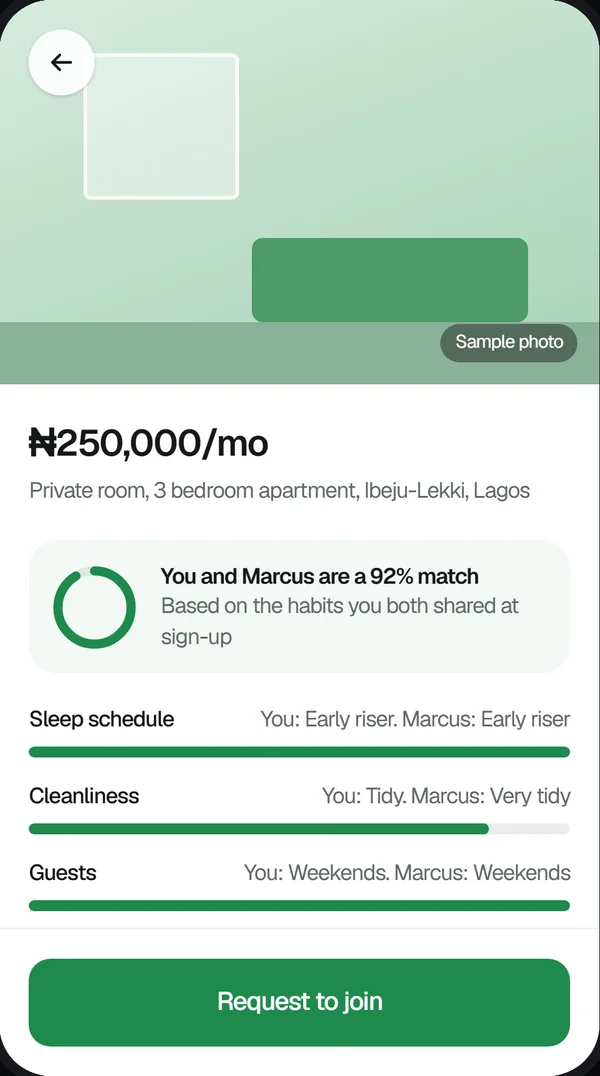 Sample photo
₦250,000/mo
Private room, 3 bedroom apartment, Ibeju-Lekki, Lagos
You and Marcus are a 92% match
Based on the habits you both shared at
sign-up
Sleep schedule You: Early riser. Marcus: Early riser
Cleanliness You: Tidy. Marcus: Very tidy
Guests You: Weekends. Marcus: Weekends
Request to join